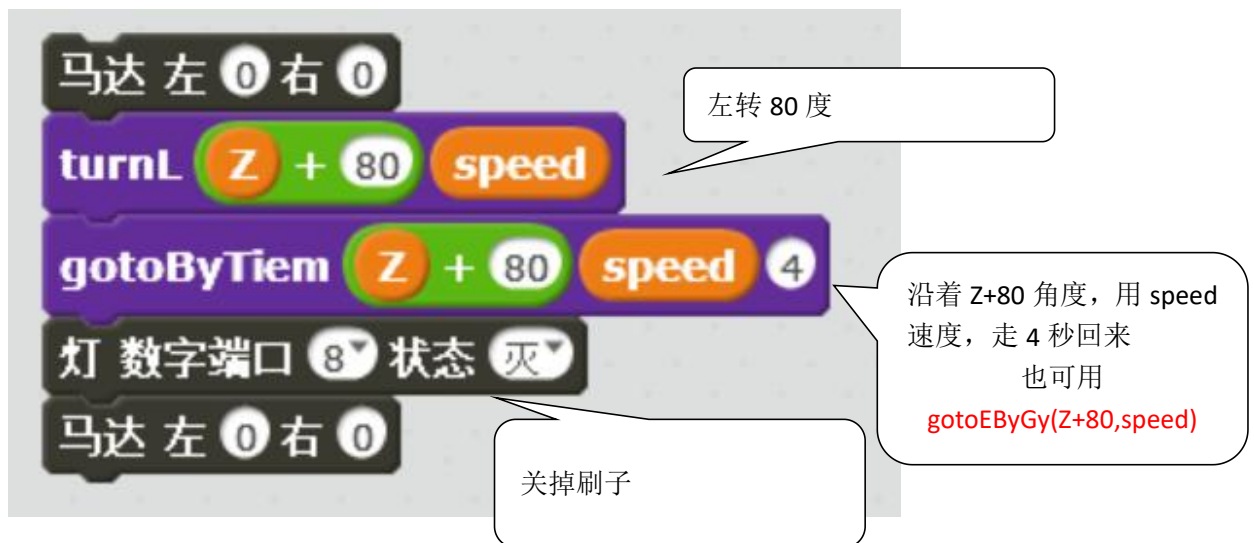 马达 左 0 右 0
左转 80 度
turnL Z + 80 speed
gotoByTiem Z + 80 speed 4
沿着 Z+80 角度，用 speed
速度，走 4 秒回来
也可用
gotoEByGy(Z+80,speed)
灯 数字端口 8 状态 灭
马达 左 0 右 0
关掉刷子